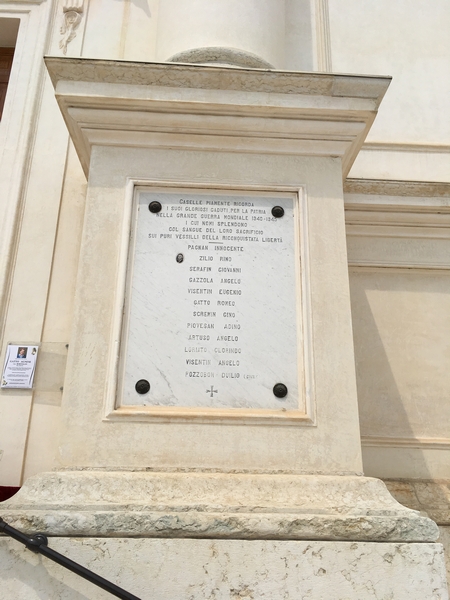 CASELLE PIAMENTE RICORDA
I SUOI GLORIOSI CADUTI PER LA PATRIA
NELLA GRANDE GUERRA MONDIALE 1940-1945
I CUI NOMI SPLENDONO
COL SANGUE DEL LORO SACRIFICIO
SUI PURI VESSILLI DELLA RICONQUISTATA LIBERTÀ
PAGNAN INNOCENTE
ZILIO RINO
SERAFIN GIOVANNI
GAZZOLA ANGELO
VISENTIN EUGENIO
GATTO ROMEO
SCREMIN GINO
PIOVESAN ADINO
ARTUSO ANGELO
CLORINDO
VISENTIN ANGELO
POZZOBON DUILIO